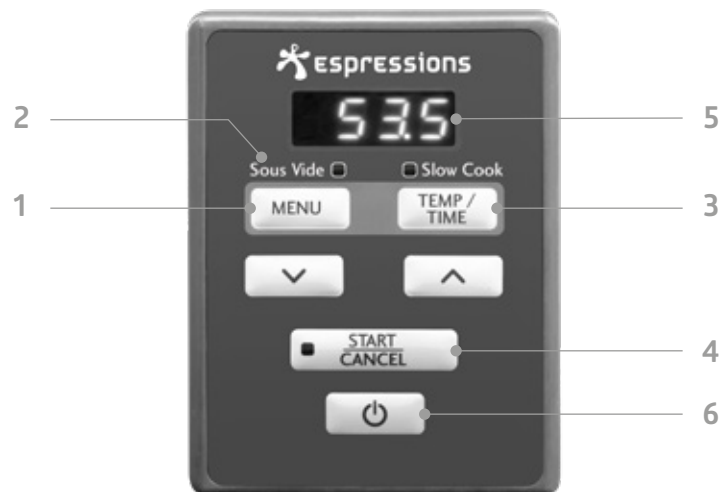 espressions
2
53.5
5
Sous Vide
Slow Cook
1
MENU
TEMP /
TIME
3
START
CANCEL
4
6